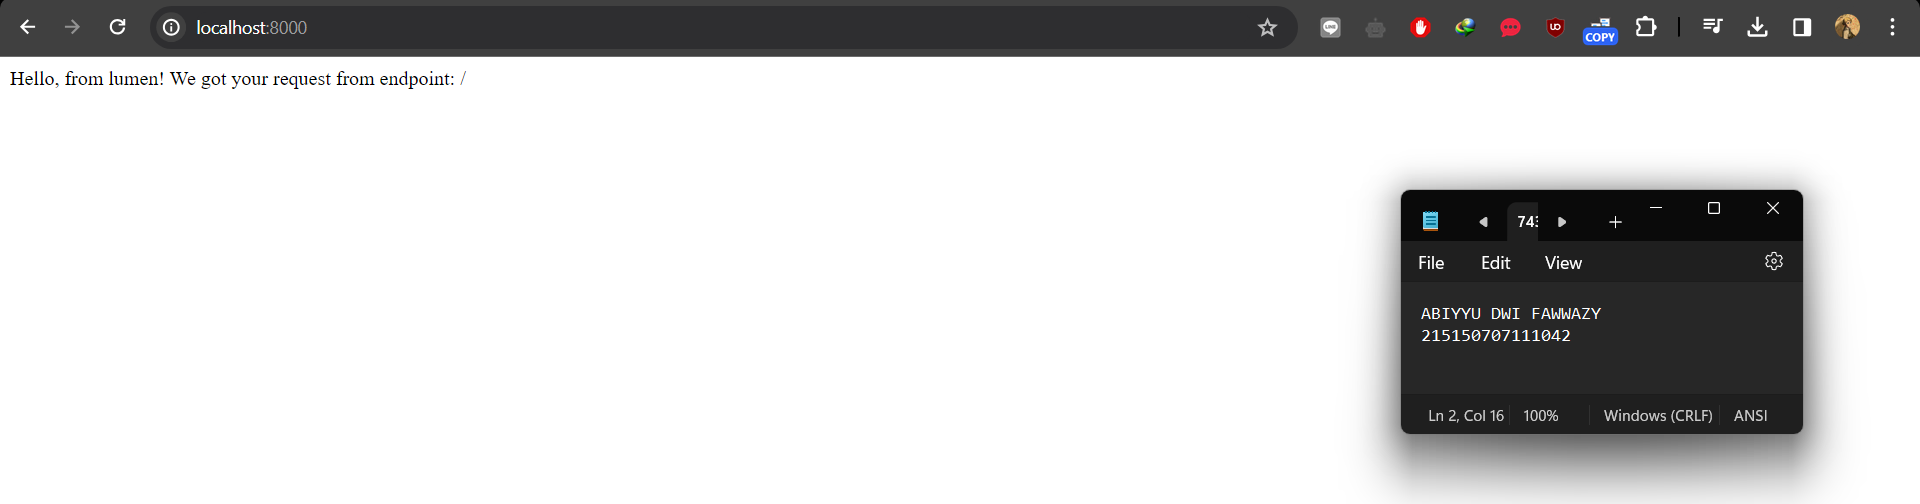 localhost:8000
COPY
Hello, from lumen! We got your request from endpoint: /
File Edit View
ABIYYU DWI FAWWAZY
215150707111042
Ln 2, Col 16 100% Windows (CRLF) ANSI